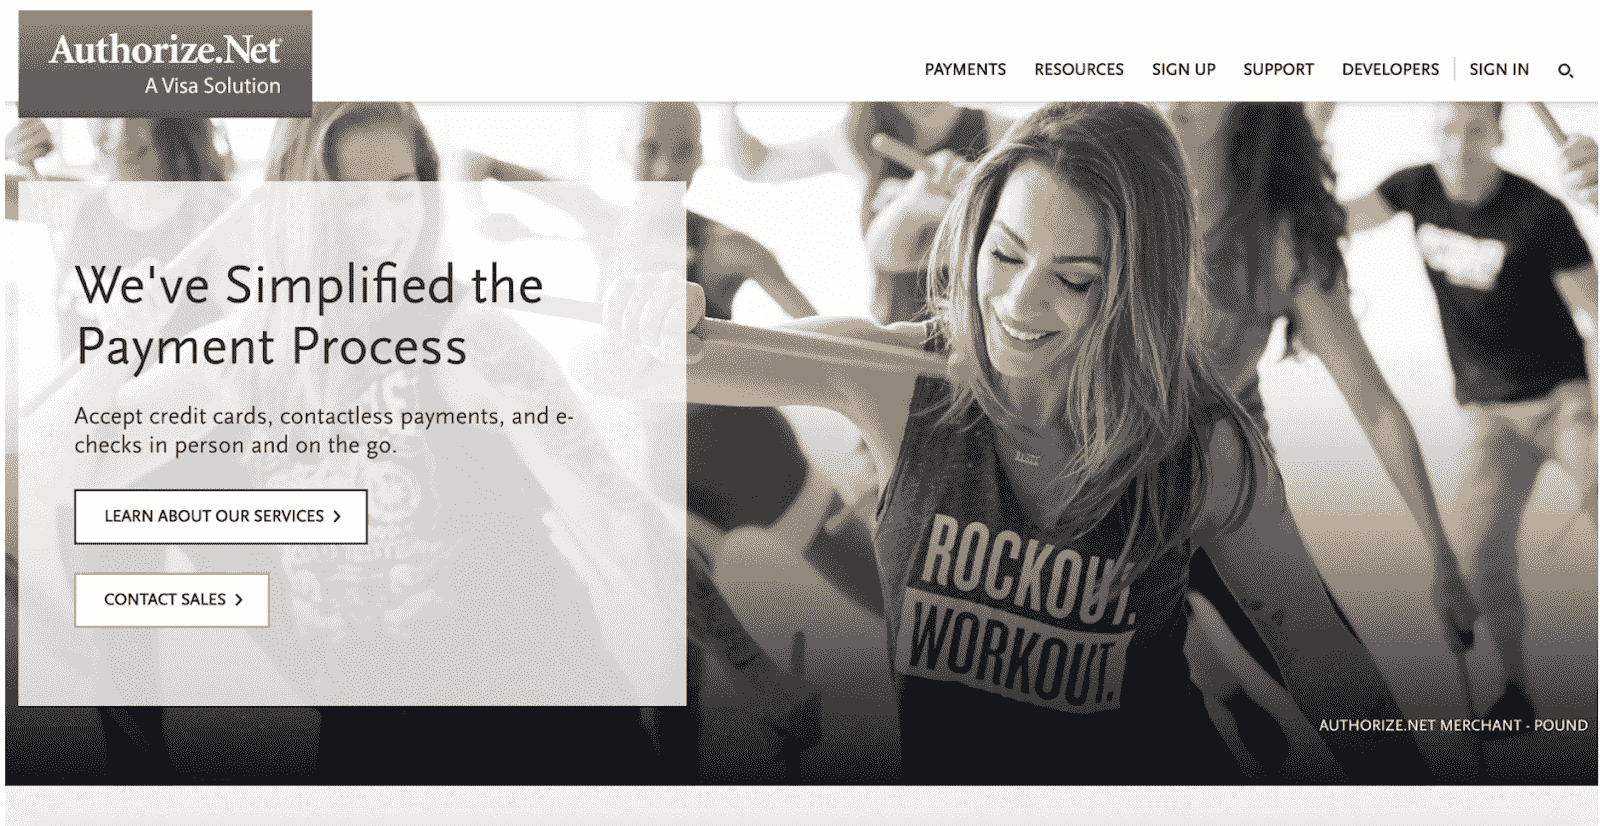 Authorize.Net
A Visa Solution
PAYMENTS RESOURCES SIGN UP SUPPORT DEVELOPERS SIGN IN
We've Simplified the
Payment Process
Accept credit cards, contactless payments, and e-
checks in person and on the go.
LEARN ABOUT OUR SERVICES >
CONTACT SALES >
ROCKOUT.
WORKOUT.
AUTHORIZE.NET MERCHANT - POUND